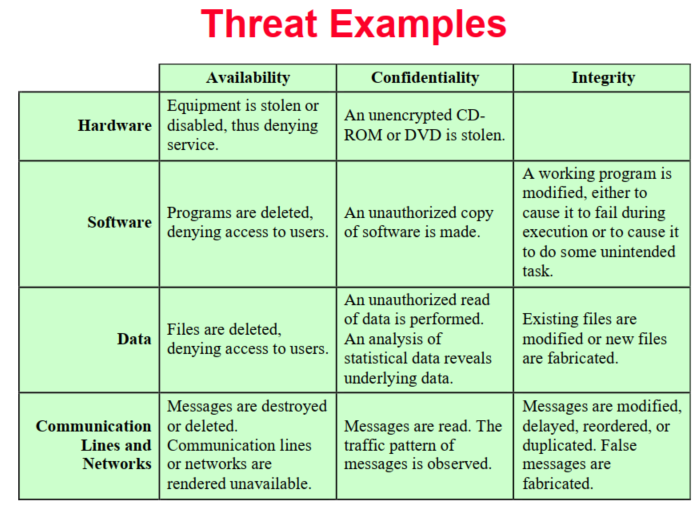 Threat Examples
Availability Confidentiality Integrity
Hardware
Equipment is stolen or
disabled, thus denying
service.
An unencrypted CD-
ROM or DVD is stolen.
Software
Programs are deleted,
denying access to users.
An unauthorized copy
of software is made.
A working program is
modified, either to
cause it to fail during
execution or to cause it
to do some unintended
task.
Data
Files are deleted,
denying access to users.
An unauthorized read
of data is performed.
An analysis of
statistical data reveals
underlying data.
Existing files are
modified or new files
are fabricated.
Communication
Lines and
Networks
Messages are destroyed
or deleted.
Communication lines
or networks are
rendered unavailable.
Messages are read. The
traffic pattern of
messages is observed.
Messages are modified,
delayed, reordered, or
duplicated. False
messages are
fabricated.